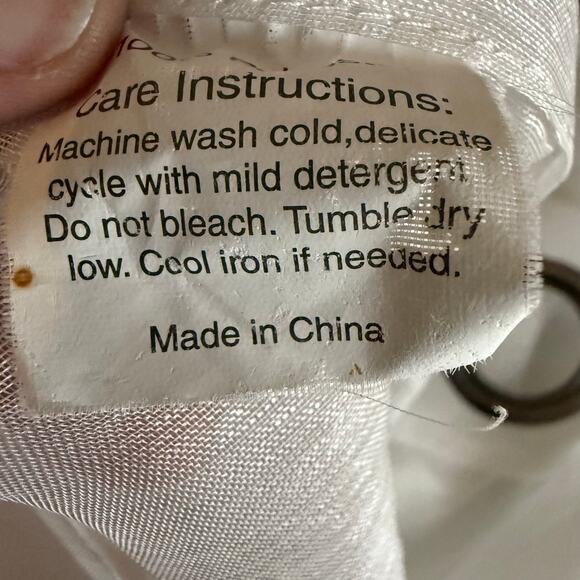 Care Instructions:
Machine wash cold,delicate
cycle with mild detergent
Do not bleach. Tumble dry
low. Cool iron if needed.
Made in China